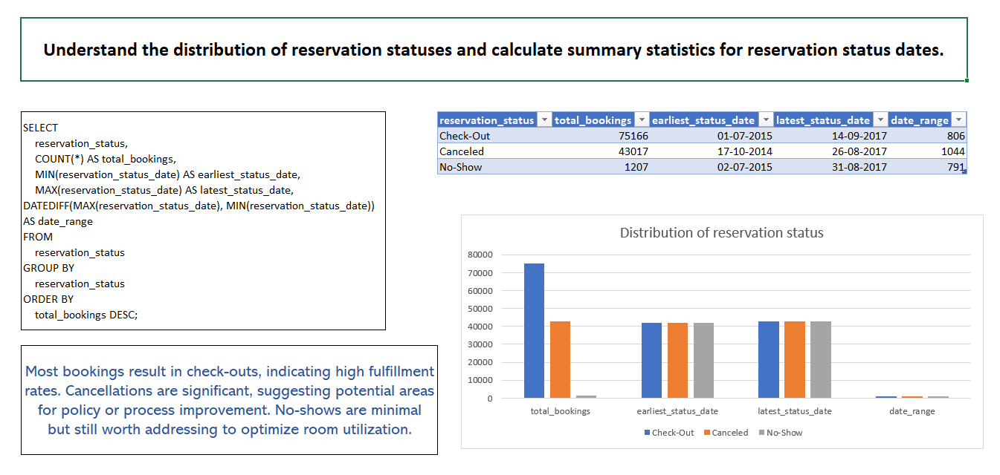 Understand the distribution of reservation statuses and calculate summary statistics for reservation status dates.
SELECT
reservation_status,
COUNT(*) AS total_bookings,
MIN(reservation_status_date) AS earliest_status_date,
MAX(reservation_status_date) AS latest_status_date,
DATEDIFF(MAX(reservation_status_date), MIN(reservation_status_date))
AS date_range
FROM
reservation_status
GROUP BY
reservation_status
ORDER BY
total_bookings DESC;
Most bookings result in check-outs, indicating high fulfillment
rates. Cancellations are significant, suggesting potential areas
for policy or process improvement. No-shows are minimal
but still worth addressing to optimize room utilization.
reservation_status total_bookings earliest_status_date latest_status_date date_range
Check-Out 75166 01-07-2015 14-09-2017 806
Canceled 43017 17-10-2014 26-08-2017 1044
No-Show 1207 02-07-2015 31-08-2017 791
Distribution of reservation status
80000
70000
60000
50000
40000
30000
20000
10000
0
total_bookings earliest_status_date latest_status_date date_range
Check-Out Canceled No-Show